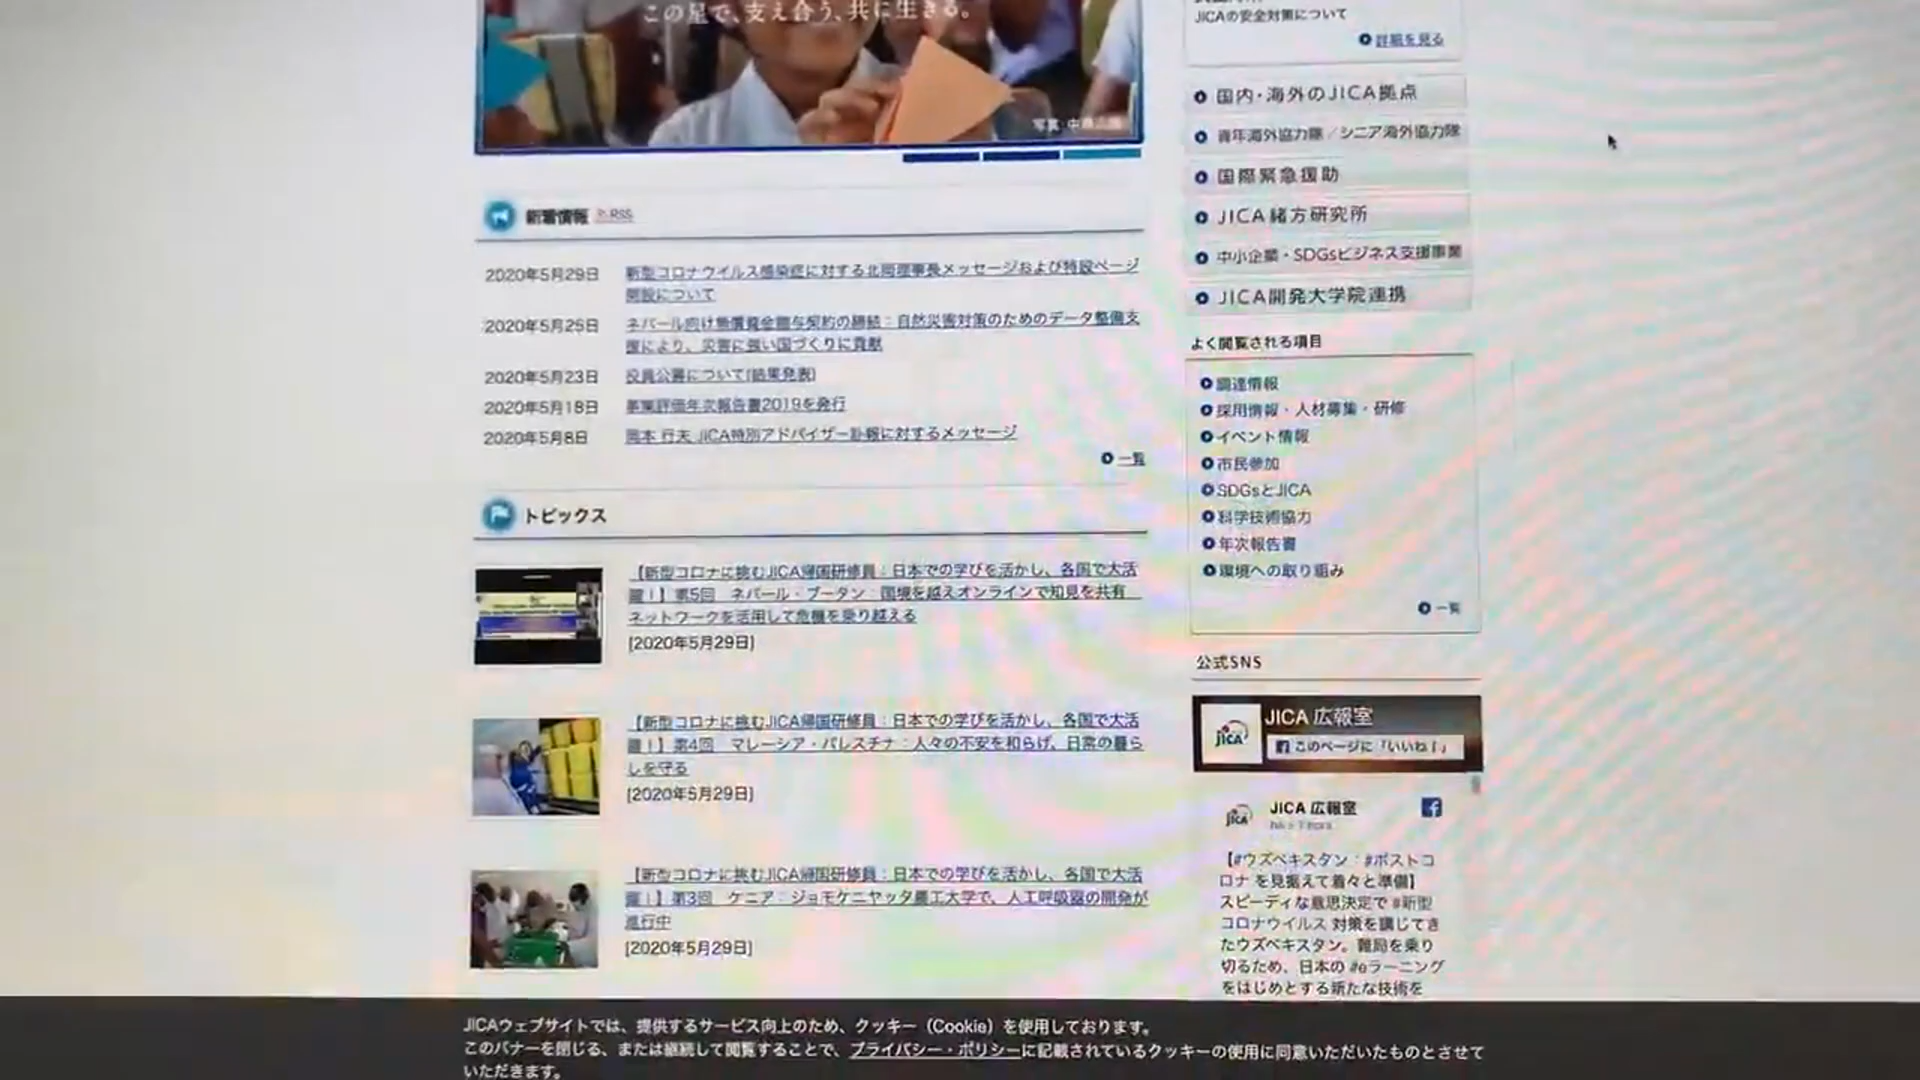 この星で、支え合う、共に生きる。
JICAの安全対策について
詳細を見る
国内・海外のJICA拠点
青年海外協力隊／シニア海外協力隊
国際緊急援助
JICA緒方研究所
中小企業・SDGsビジネス支援事業
JICA開発大学院連携
新着情報 RSS
2020年5月29日 新型コロナウイルス感染症に対する北岡理事長メッセージおよび特設ページ
開設について
2020年5月25日 ネパール向け無償資金贈与契約の締結：自然災害対策のためのデータ整備支
援により、災害に強い国づくりに貢献
2020年5月23日 役員公募について(結果発表)
2020年5月18日 事業評価年次報告書2019を発行
2020年5月8日 岡本 行夫 JICA特別アドバイザー訃報に対するメッセージ
一覧
トピックス
【新型コロナに挑むJICA帰国研修員：日本での学びを活かし、各国で大活
躍！】第5回 ネパール・ブータン：国境を越えオンラインで知見を共有
ネットワークを活用して危機を乗り越える
[2020年5月29日]
【新型コロナに挑むJICA帰国研修員：日本での学びを活かし、各国で大活
躍！】第4回 マレーシア・パレスチナ：人々の不安を和らげ、日常の暮ら
しを守る
[2020年5月29日]
【新型コロナに挑むJICA帰国研修員：日本での学びを活かし、各国で大活
躍！】第3回 ケニア：ジョモケニヤッタ農工大学で、人工呼吸器の開発が
進行中
[2020年5月29日]
よく閲覧される項目
調達情報
採用情報・人材募集・研修
イベント情報
市民参加
SDGsとJICA
科学技術協力
年次報告書
環境への取り組み
一覧
公式SNS
JICA
JICA 広報室
このページに「いいね！」
JICA
JICA 広報室
【#ウズベキスタン：#ポストコ
ロナ を見据えて着々と準備】
スピーディな意思決定で #新型
コロナウイルス 対策を講じてき
たウズベキスタン。難局を乗り
切るため、日本の #eラーニング
をはじめとする新たな技術を
JICAウェブサイトでは、提供するサービス向上のため、クッキー（Cookie）を使用しております。
このバナーを閉じる、または継続して閲覧することで、プライバシー・ポリシーに記載されているクッキーの使用に同意いただいたものとさせて
いただきます。